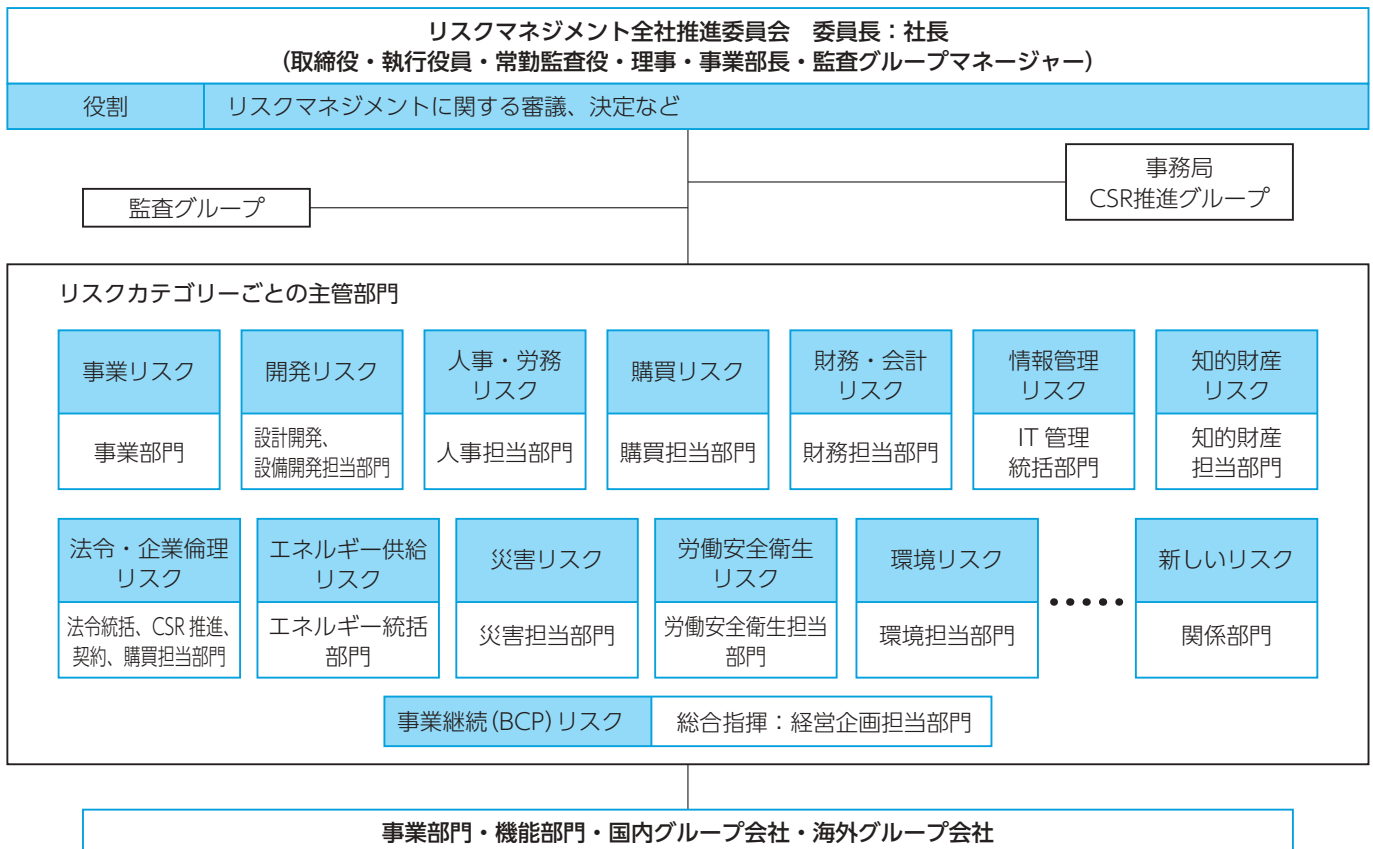 リスクマネジメント全社推進委員会　委員長：社長
（取締役・執行役員・常勤監査役・理事・事業部長・監査グループマネージャー）
役割
リスクマネジメントに関する審議、決定など
監査グループ
事務局
CSR推進グループ
リスクカテゴリーごとの主管部門
事業リスク
事業部門
開発リスク
設計開発、
設備開発担当部門
人事・労務
リスク
人事担当部門
購買リスク
購買担当部門
財務・会計
リスク
財務担当部門
情報管理
リスク
IT 管理
統括部門
知的財産
リスク
知的財産
担当部門
法令・企業倫理
リスク
法令統括、CSR 推進、
契約、購買担当部門
エネルギー供給
リスク
エネルギー統括
部門
災害リスク
災害担当部門
労働安全衛生
リスク
労働安全衛生担当
部門
環境リスク
環境担当部門
•••••
新しいリスク
関係部門
事業継続(BCP)リスク
総合指揮：経営企画担当部門
事業部門・機能部門・国内グループ会社・海外グループ会社